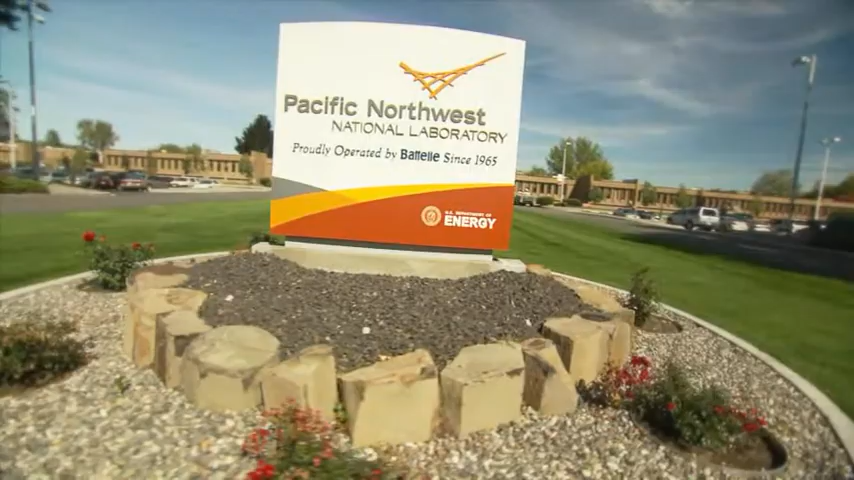 Pacific Northwest
NATIONAL LABORATORY
Proudly Operated by Battelle Since 1965
U.S. DEPARTMENT OF
ENERGY